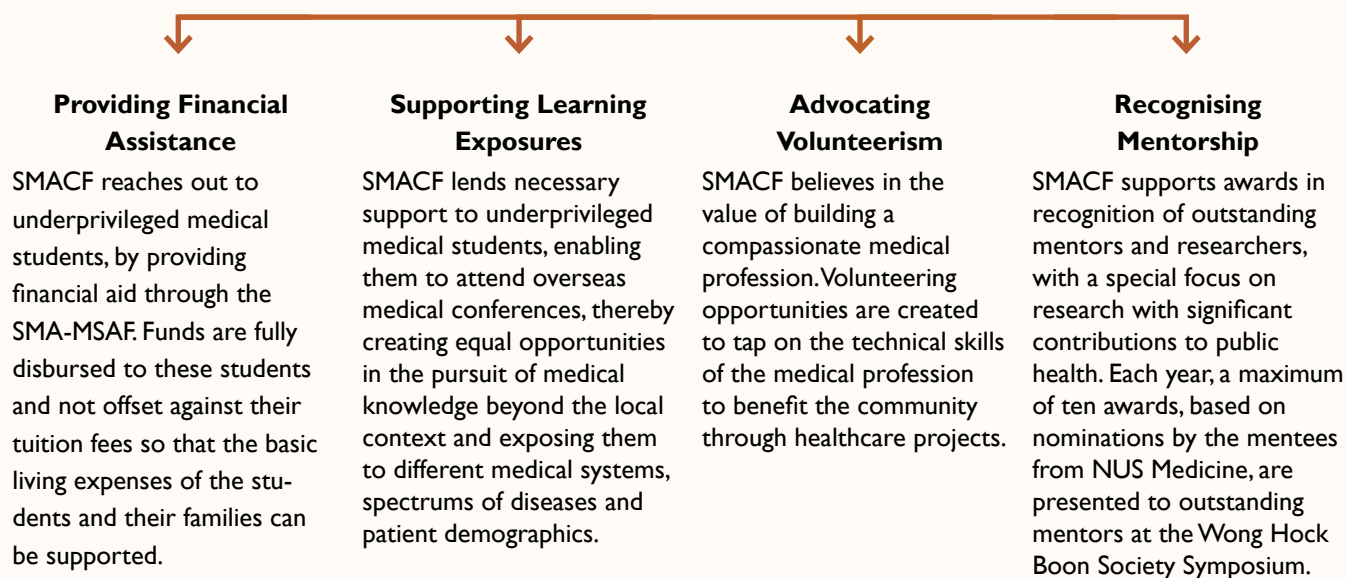 Providing Financial
Assistance
SMACF reaches out to
underprivileged medical
students, by providing
financial aid through the
SMA-MSAF. Funds are fully
disbursed to these students
and not offset against their
tuition fees so that the basic
living expenses of the stu-
dents and their families can
be supported.
Supporting Learning
Exposures
SMACF lends necessary
support to underprivileged
medical students, enabling
them to attend overseas
medical conferences, thereby
creating equal opportunities
in the pursuit of medical
knowledge beyond the local
context and exposing them
to different medical systems,
spectrums of diseases and
patient demographics.
Advocating
Volunteerism
SMACF believes in the
value of building a
compassionate medical
profession. Volunteering
opportunities are created
to tap on the technical skills
of the medical profession
to benefit the community
through healthcare projects.
Recognising
Mentorship
SMACF supports awards in
recognition of outstanding
mentors and researchers,
with a special focus on
research with significant
contributions to public
health. Each year, a maximum
of ten awards, based on
nominations by the mentees
from NUS Medicine, are
presented to outstanding
mentors at the Wong Hock
Boon Society Symposium.